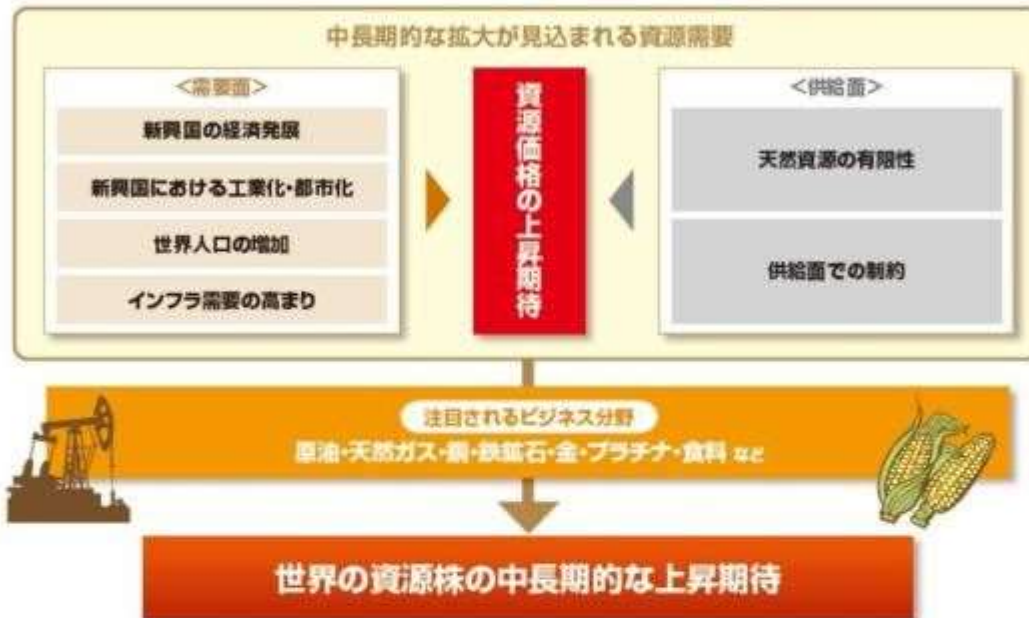 中長期的な拡大が見込まれる資源需要
＜需要面＞
新興国の経済発展
新興国における工業化・都市化
世界人口の増加
インフラ需要の高まり
資源価格の上昇期待
＜供給面＞
天然資源の有限性
供給面での制約
注目されるビジネス分野
原油・天然ガス・銅・鉄鉱石・金・プラチナ・食料 など
世界の資源株の中長期的な上昇期待